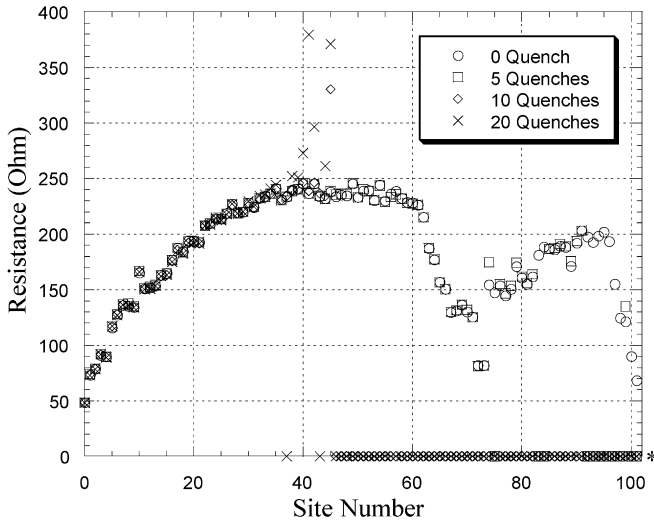 400
350
300
250
200
150
100
50
0
Resistance (Ohm)
0 Quench
5 Quenches
10 Quenches
20 Quenches
0
20
40
60
80
100
Site Number